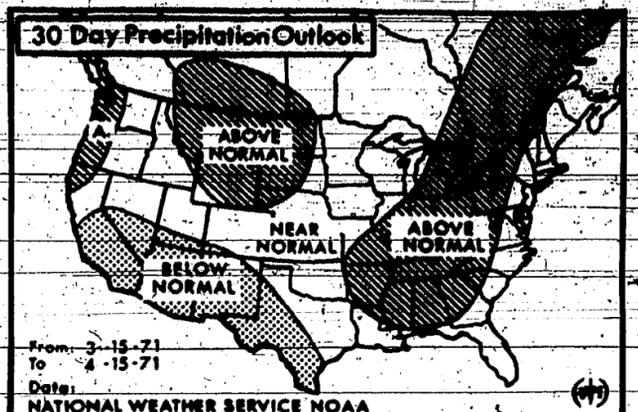 30 Day Precipitation Outlook
A.
ABOVE
NORMAL
NEAR
NORMAL
ABOVE
NORMAL
BELOW
NORMAL
From: 3-15-71
To 4-15-71
Data:
NATIONAL WEATHER SERVICE NOAA